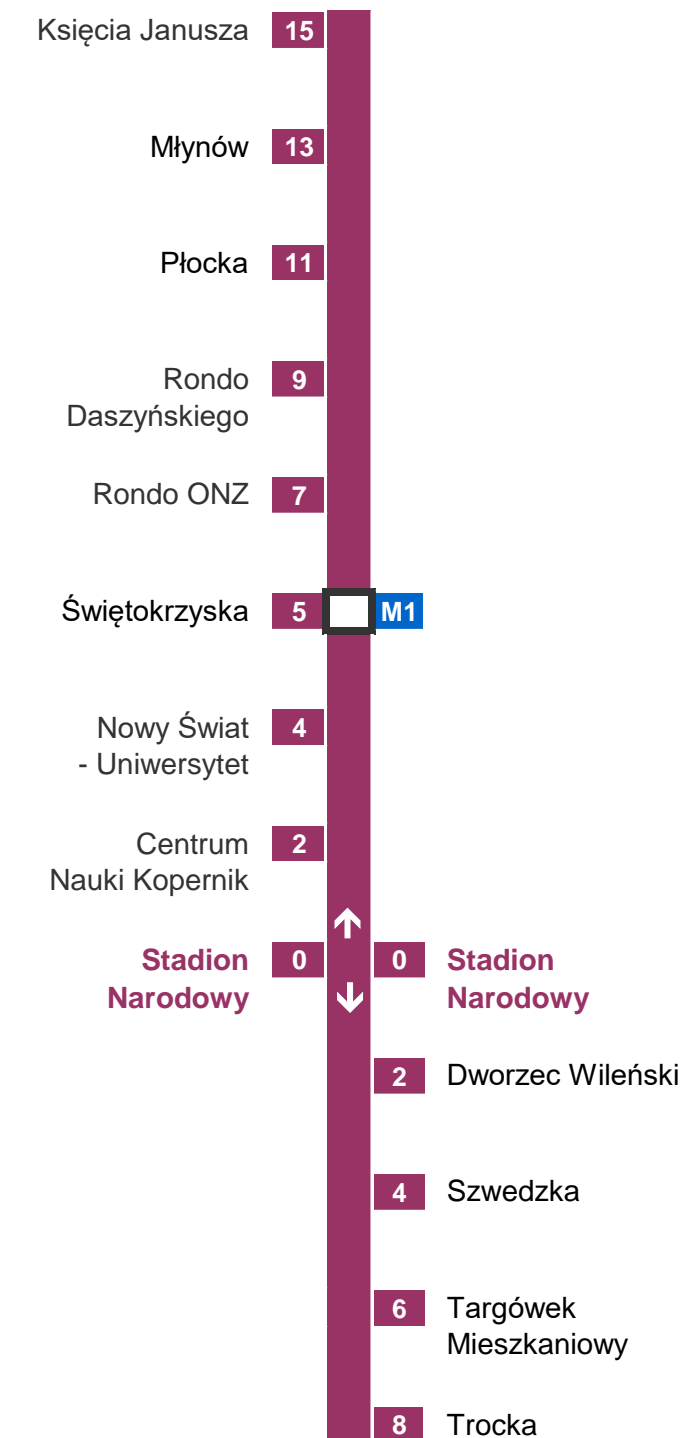 Księcia Janusza 15
Młynów 13
Płocka 11
Rondo 9
Daszyńskiego
Rondo ONZ 7
Świętokrzyska 5 M1
Nowy Świat 4
- Uniwersytet
Centrum 2
Nauki Kopernik
Stadion 0 0 Stadion
Narodowy Narodowy
2 Dworzec Wileński
4 Szwedzka
6 Targówek
Mieszkaniowy
8 Trocka